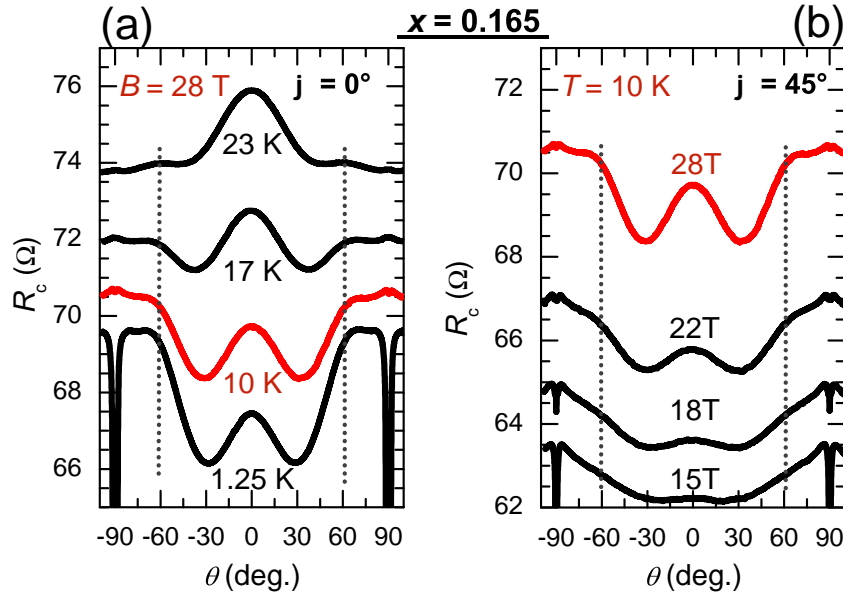 x = 0.165
(a)
B = 28 T
j = 0°
76
74
72
70
68
66
R_c (Ω)
23 K
17 K
10 K
1.25 K
-90 -60 -30 0 30 60 90
θ (deg.)
(b)
T = 10 K
j = 45°
72
70
68
66
64
62
R_c (Ω)
28T
22T
18T
15T
-90 -60 -30 0 30 60 90
θ (deg.)